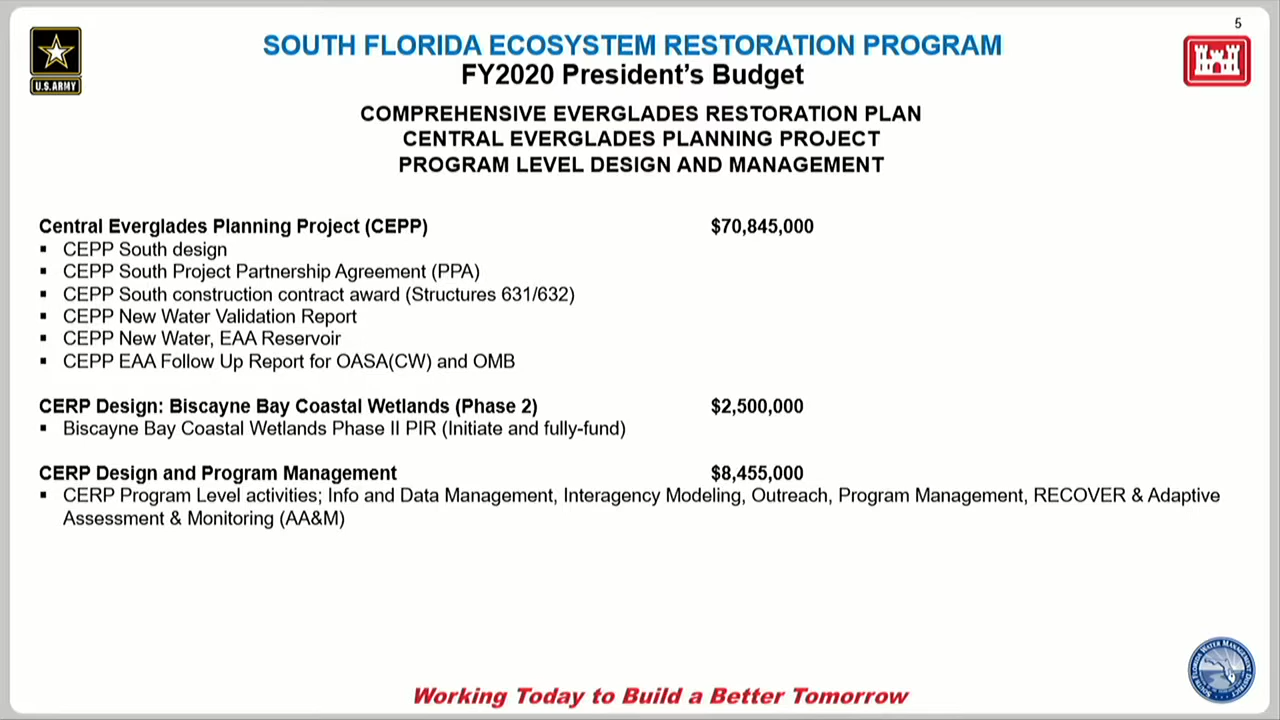 5
U.S.ARMY
SOUTH FLORIDA ECOSYSTEM RESTORATION PROGRAM
FY2020 President's Budget
COMPREHENSIVE EVERGLADES RESTORATION PLAN
CENTRAL EVERGLADES PLANNING PROJECT
PROGRAM LEVEL DESIGN AND MANAGEMENT
Central Everglades Planning Project (CEPP) $70,845,000
▪ CEPP South design
▪ CEPP South Project Partnership Agreement (PPA)
▪ CEPP South construction contract award (Structures 631/632)
▪ CEPP New Water Validation Report
▪ CEPP New Water, EAA Reservoir
▪ CEPP EAA Follow Up Report for OASA(CW) and OMB
CERP Design: Biscayne Bay Coastal Wetlands (Phase 2) $2,500,000
▪ Biscayne Bay Coastal Wetlands Phase II PIR (Initiate and fully-fund)
CERP Design and Program Management $8,455,000
▪ CERP Program Level activities; Info and Data Management, Interagency Modeling, Outreach, Program Management, RECOVER & Adaptive
Assessment & Monitoring (AA&M)
SOUTH FLORIDA WATER MANAGEMENT DISTRICT
Working Today to Build a Better Tomorrow